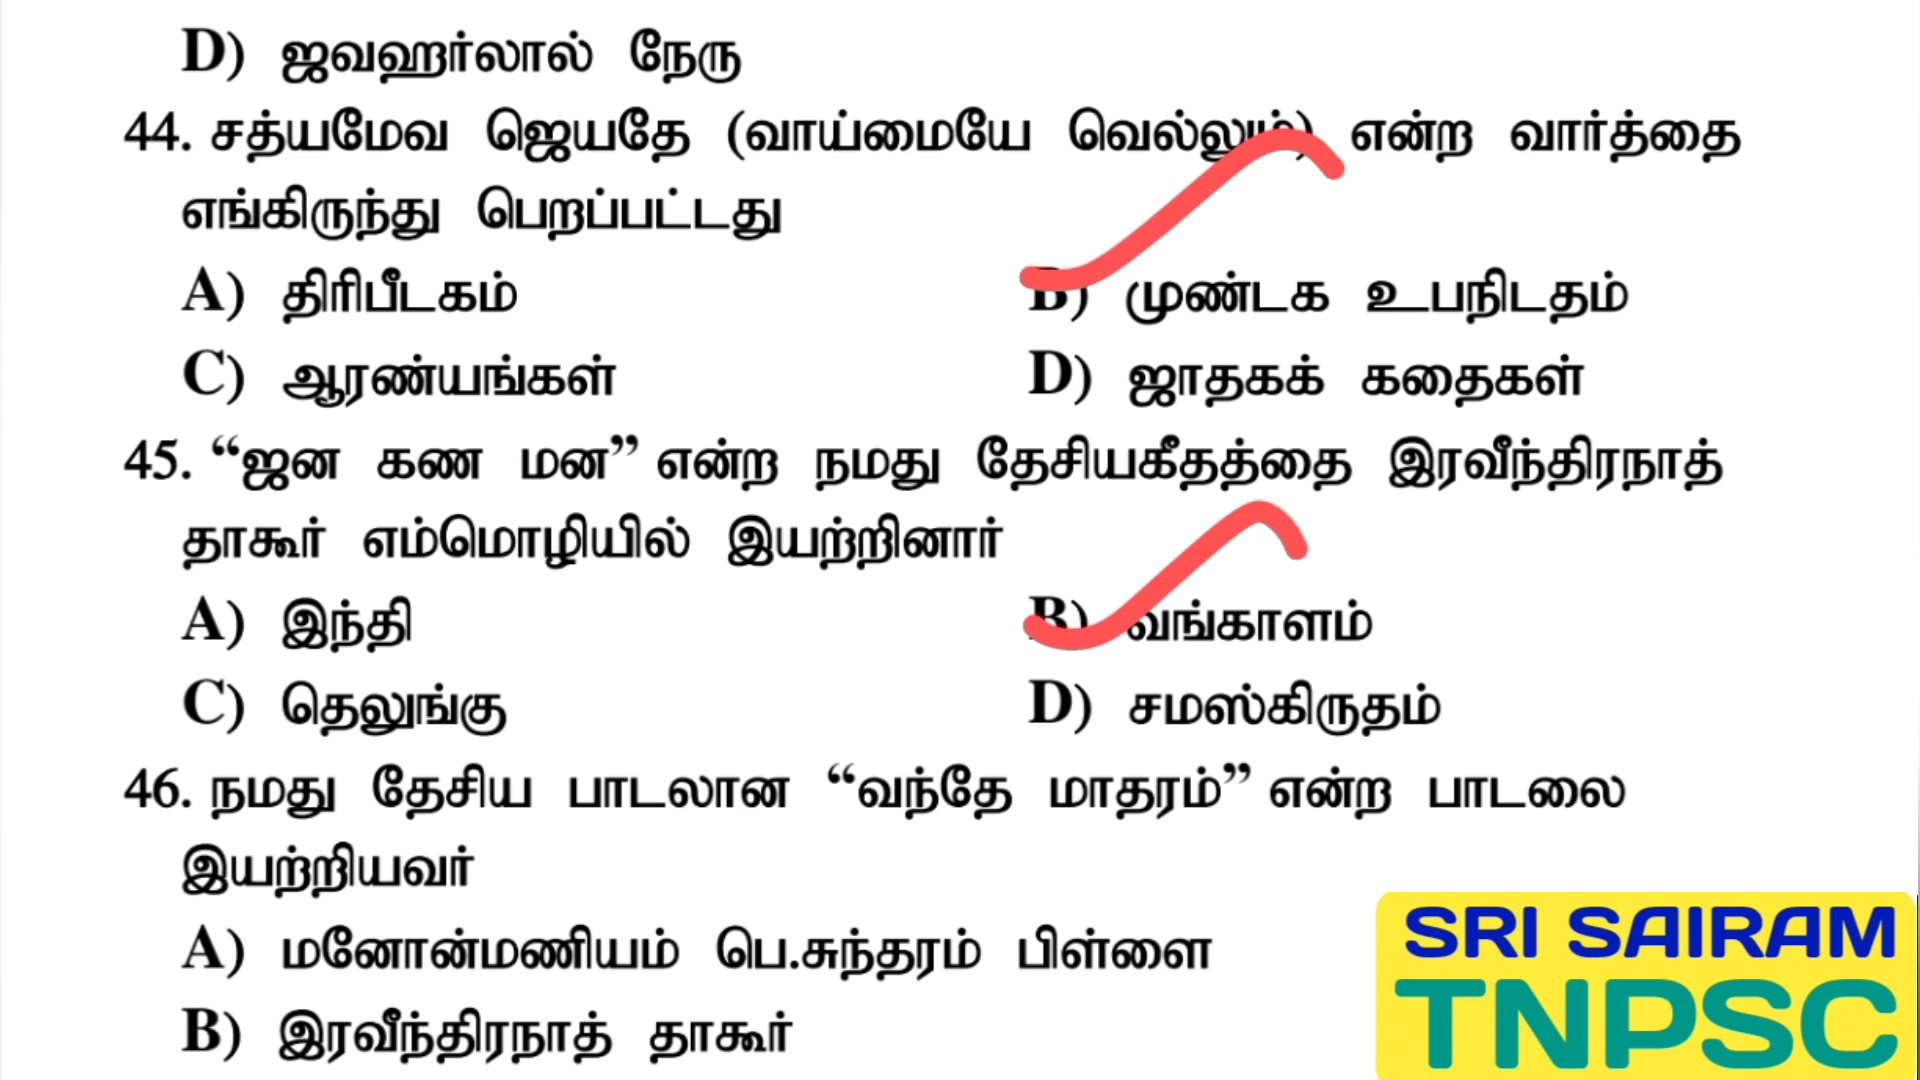 D) ஜவஹர்லால் நேரு
44. சத்யமேவ ஜெயதே (வாய்மையே வெல்லும்) என்ற வார்த்தை
எங்கிருந்து பெறப்பட்டது
A) திரிபீடகம் B) முண்டக உபநிடதம்
C) ஆரண்யங்கள் D) ஜாதகக் கதைகள்
45. “ஜன கண மன” என்ற நமது தேசியகீதத்தை இரவீந்திரநாத்
தாகூர் எம்மொழியில் இயற்றினார்
A) இந்தி B) வங்காளம்
C) தெலுங்கு D) சமஸ்கிருதம்
46. நமது தேசிய பாடலான “வந்தே மாதரம்” என்ற பாடலை
இயற்றியவர்
A) மனோன்மணியம் பெ.சுந்தரம் பிள்ளை
B) இரவீந்திரநாத் தாகூர்
SRI SAIRAM
TNPSC